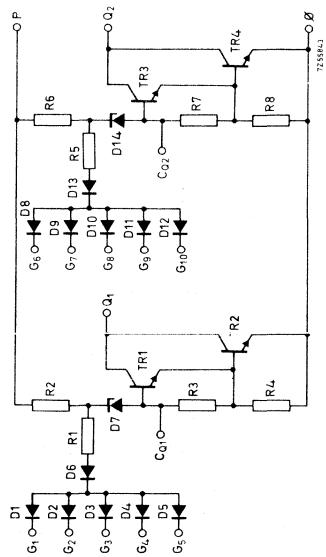 P
R2
R6
D1
D2
D3
D4
D5
G1
G2
G3
G4
G5
D6
R1
D7
Q1
TR1
R2
CQ1
R3
R4
D8
D9
D10
D11
D12
G6
G7
G8
G9
G10
D13
R5
D14
Q2
TR3
TR4
CQ2
R7
R8
Ø
7Z55843